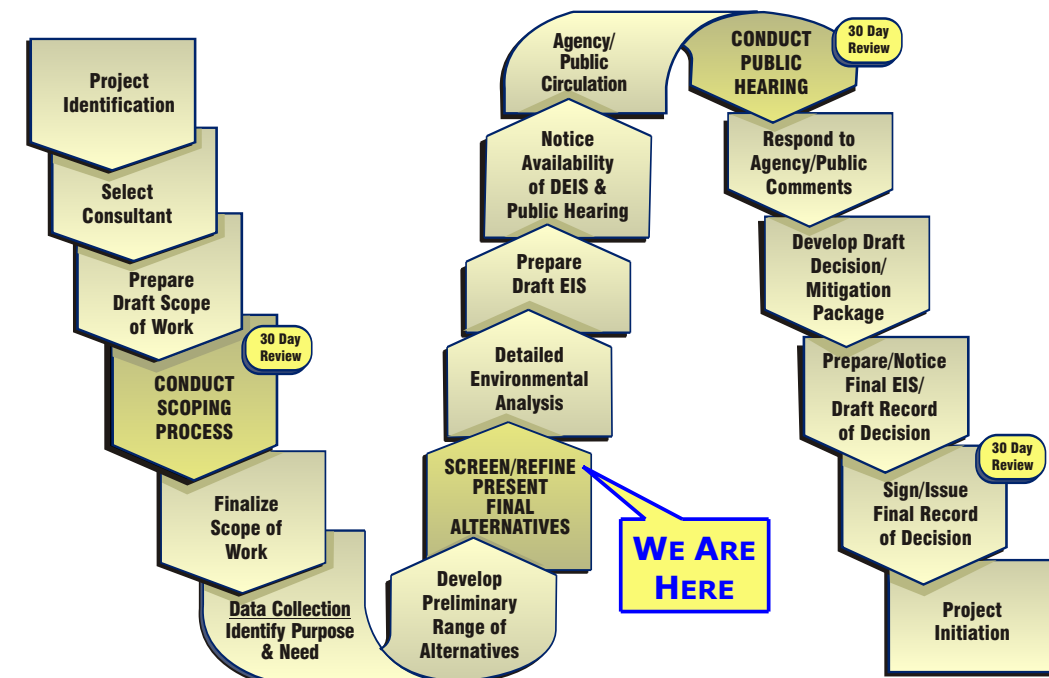 Project
Identification
Select
Consultant
Prepare
Draft Scope
of Work
30 Day
Review
CONDUCT
SCOPING
PROCESS
Finalize
Scope of
Work
Data Collection
Identify Purpose
& Need
Develop
Preliminary
Range of
Alternatives
SCREEN/REFINE
PRESENT
FINAL
ALTERNATIVES
WE ARE
HERE
Detailed
Environmental
Analysis
Prepare
Draft EIS
Notice
Availability
of DEIS &
Public Hearing
Agency/
Public
Circulation
CONDUCT
PUBLIC
HEARING
30 Day
Review
Respond to
Agency/Public
Comments
Develop Draft
Decision/
Mitigation
Package
Prepare/Notice
Final EIS/
Draft Record
of Decision
30 Day
Review
Sign/Issue
Final Record
of Decision
Project
Initiation